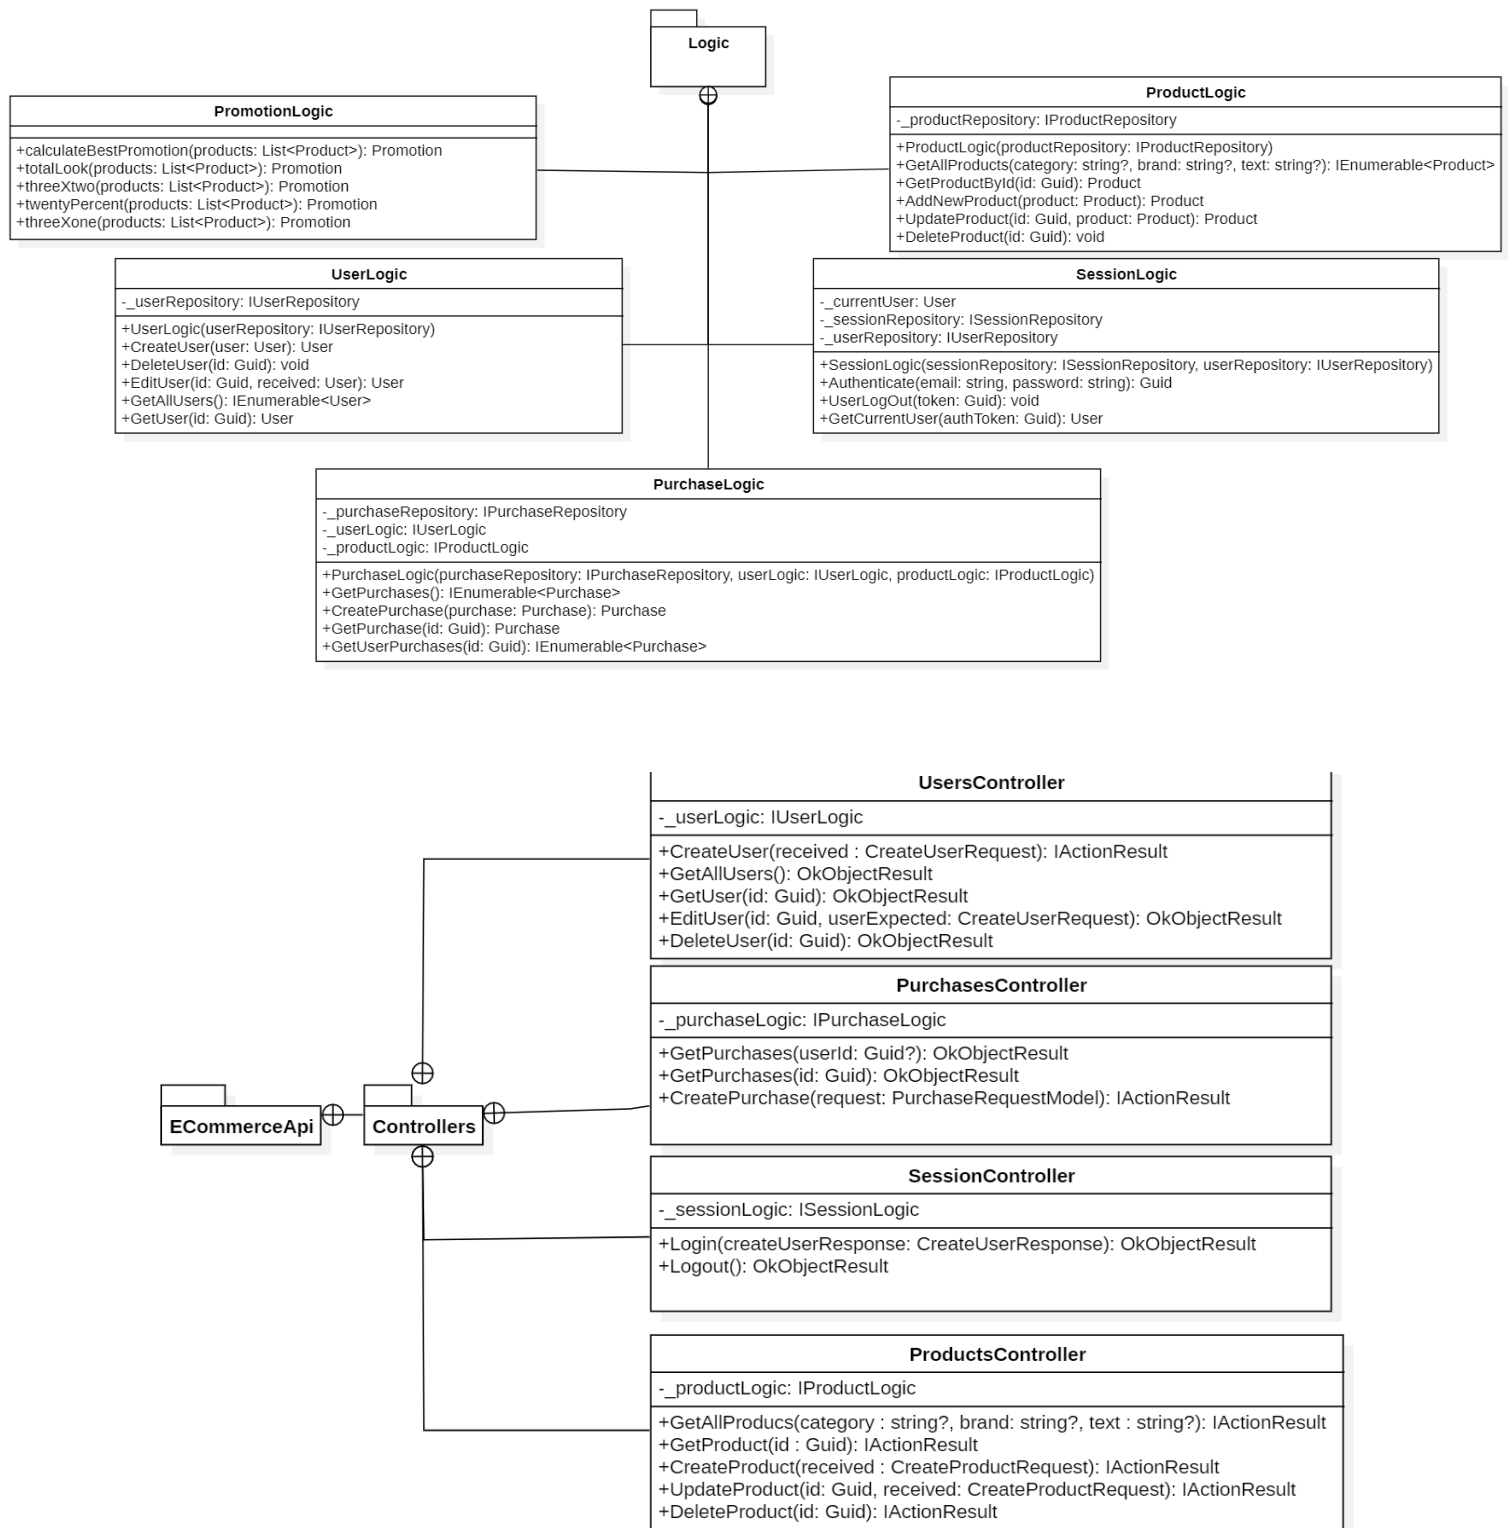 Logic
PromotionLogic
+calculateBestPromotion(products: List<Product>): Promotion
+totalLook(products: List<Product>): Promotion
+threeXtwo(products: List<Product>): Promotion
+twentyPercent(products: List<Product>): Promotion
+threeXone(products: List<Product>): Promotion
ProductLogic
-_productRepository: IProductRepository
+ProductLogic(productRepository: IProductRepository)
+GetAllProducts(category: string?, brand: string?, text: string?): IEnumerable<Product>
+GetProductById(id: Guid): Product
+AddNewProduct(product: Product): Product
+UpdateProduct(id: Guid, product: Product): Product
+DeleteProduct(id: Guid): void
UserLogic
-_userRepository: IUserRepository
+UserLogic(userRepository: IUserRepository)
+CreateUser(user: User): User
+DeleteUser(id: Guid): void
+EditUser(id: Guid, received: User): User
+GetAllUsers(): IEnumerable<User>
+GetUser(id: Guid): User
SessionLogic
-_currentUser: User
-_sessionRepository: ISessionRepository
-_userRepository: IUserRepository
+SessionLogic(sessionRepository: ISessionRepository, userRepository: IUserRepository)
+Authenticate(email: string, password: string): Guid
+UserLogOut(token: Guid): void
+GetCurrentUser(authToken: Guid): User
PurchaseLogic
-_purchaseRepository: IPurchaseRepository
-_userLogic: IUserLogic
-_productLogic: IProductLogic
+PurchaseLogic(purchaseRepository: IPurchaseRepository, userLogic: IUserLogic, productLogic: IProductLogic)
+GetPurchases(): IEnumerable<Purchase>
+CreatePurchase(purchase: Purchase): Purchase
+GetPurchase(id: Guid): Purchase
+GetUserPurchases(id: Guid): IEnumerable<Purchase>
UsersController
-_userLogic: IUserLogic
+CreateUser(received : CreateUserRequest): IActionResult
+GetAllUsers(): OkObjectResult
+GetUser(id: Guid): OkObjectResult
+EditUser(id: Guid, userExpected: CreateUserRequest): OkObjectResult
+DeleteUser(id: Guid): OkObjectResult
PurchasesController
-_purchaseLogic: IPurchaseLogic
+GetPurchases(userId: Guid?): OkObjectResult
+GetPurchases(id: Guid): OkObjectResult
+CreatePurchase(request: PurchaseRequestModel): IActionResult
ECommerceApi
Controllers
SessionController
-_sessionLogic: ISessionLogic
+Login(createUserResponse: CreateUserResponse): OkObjectResult
+Logout(): OkObjectResult
ProductsController
-_productLogic: IProductLogic
+GetAllProducs(category : string?, brand: string?, text : string?): IActionResult
+GetProduct(id : Guid): IActionResult
+CreateProduct(received : CreateProductRequest): IActionResult
+UpdateProduct(id: Guid, received: CreateProductRequest): IActionResult
+DeleteProduct(id: Guid): IActionResult